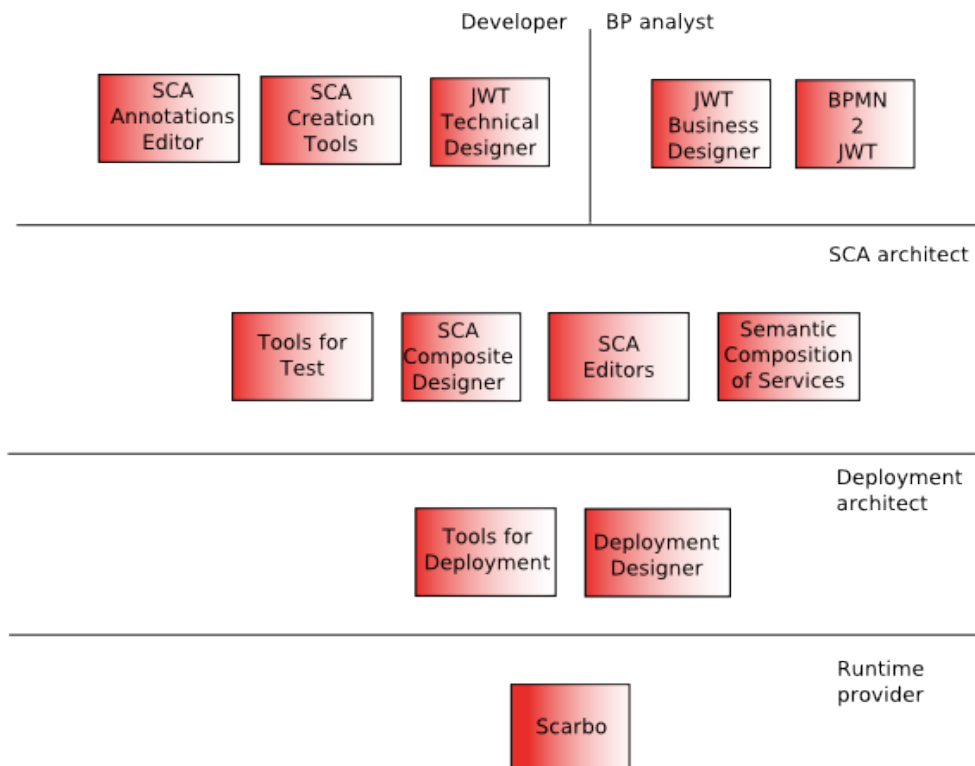 Developer
BP analyst
SCA
Annotations
Editor
SCA
Creation
Tools
JWT
Technical
Designer
JWT
Business
Designer
BPMN
2
JWT
SCA architect
Tools for
Test
SCA
Composite
Designer
SCA
Editors
Semantic
Composition
of Services
Deployment
architect
Tools for
Deployment
Deployment
Designer
Runtime
provider
Scarbo